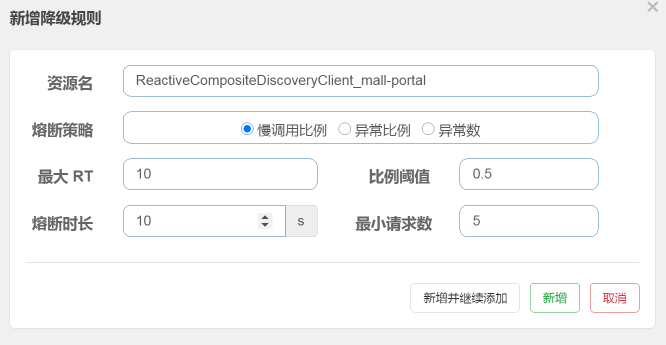 新增降级规则
资源名 ReactiveCompositeDiscoveryClient_mall-portal
熔断策略 慢调用比例 异常比例 异常数
最大 RT 10 比例阈值 0.5
熔断时长 10 s 最小请求数 5
新增并继续添加 新增 取消